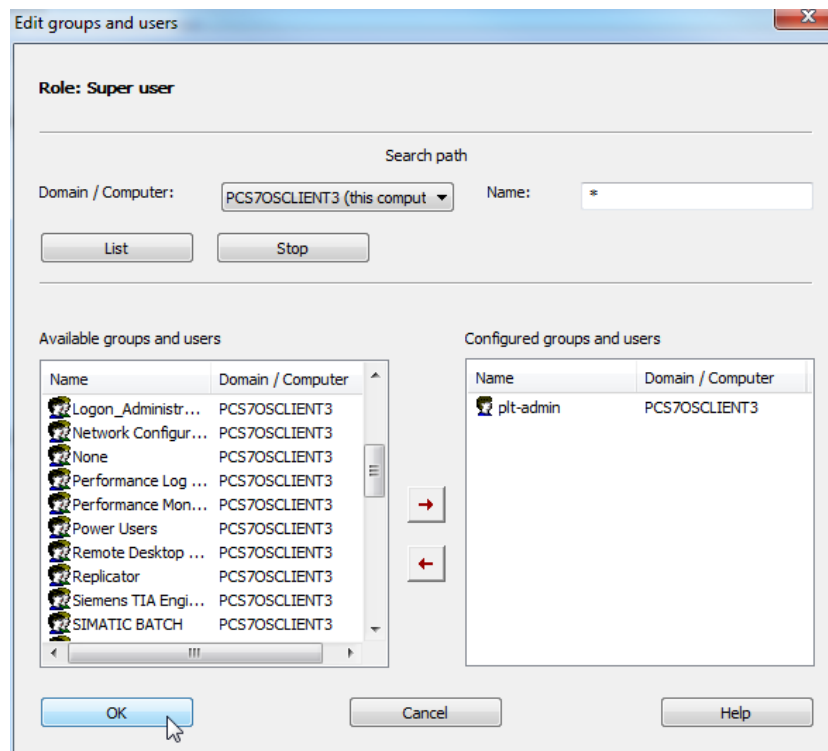 Edit groups and users
Role: Super user
Search path
Domain / Computer: PCS7OSCLIENT3 (this comput Name: *
List Stop
Available groups and users
Name Domain / Computer
Logon_Administr... PCS7OSCLIENT3
Network Configur... PCS7OSCLIENT3
None PCS7OSCLIENT3
Performance Log ... PCS7OSCLIENT3
Performance Mon... PCS7OSCLIENT3
Power Users PCS7OSCLIENT3
Remote Desktop ... PCS7OSCLIENT3
Replicator PCS7OSCLIENT3
Siemens TIA Engi... PCS7OSCLIENT3
SIMATIC BATCH PCS7OSCLIENT3
Configured groups and users
Name Domain / Computer
plt-admin PCS7OSCLIENT3
OK Cancel Help